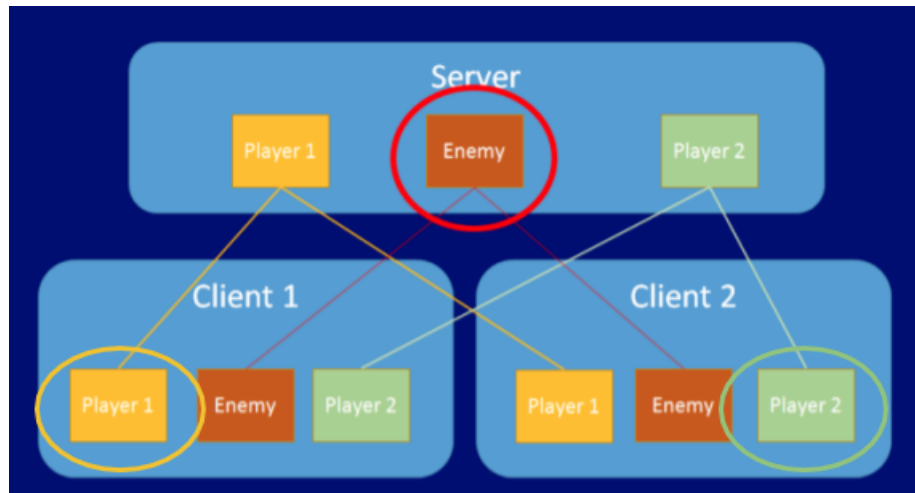 Server
Player 1
Enemy
Player 2
Client 1
Client 2
Player 1
Enemy
Player 2
Player 1
Enemy
Player 2